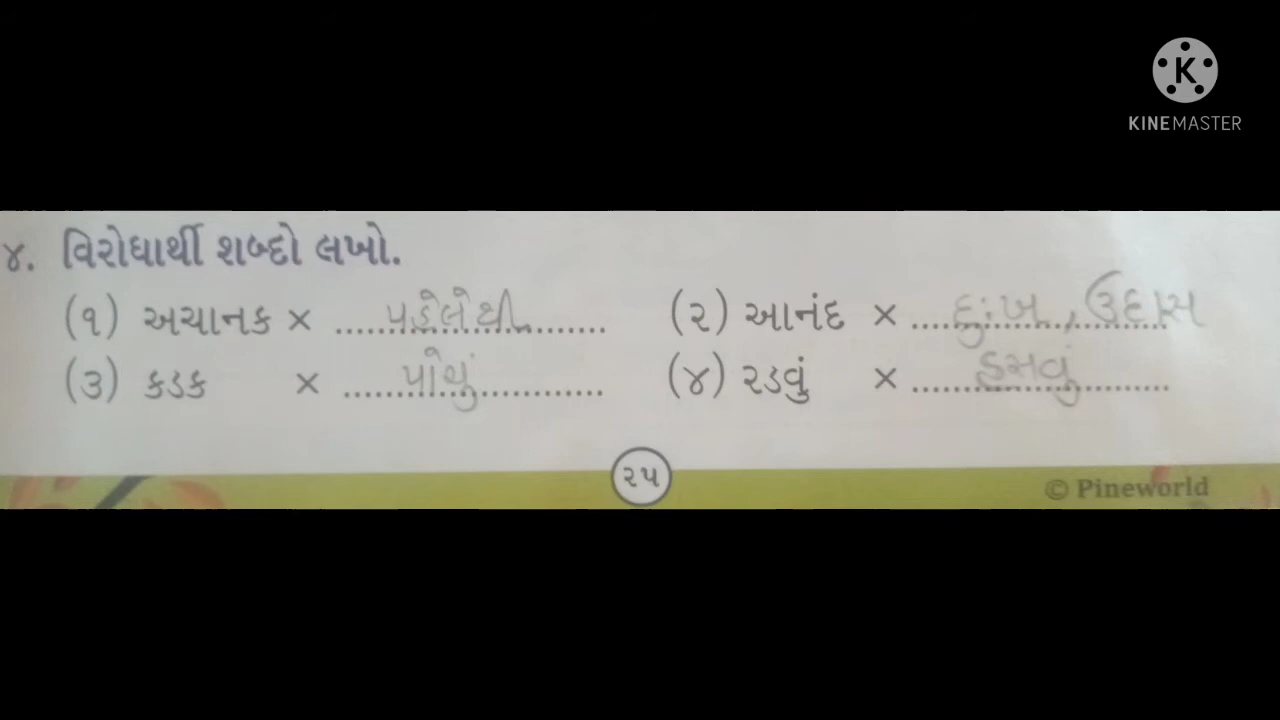 KINEMASTER
૪. વિરોધાર્થી શબ્દો લખો.
(૧) અચાનક × પહેલેથી (૨) આનંદ × દુઃખ, ઉદાસ
(૩) કડક × પોચું (૪) રડવું × હસવું
૨૫
© Pineworld